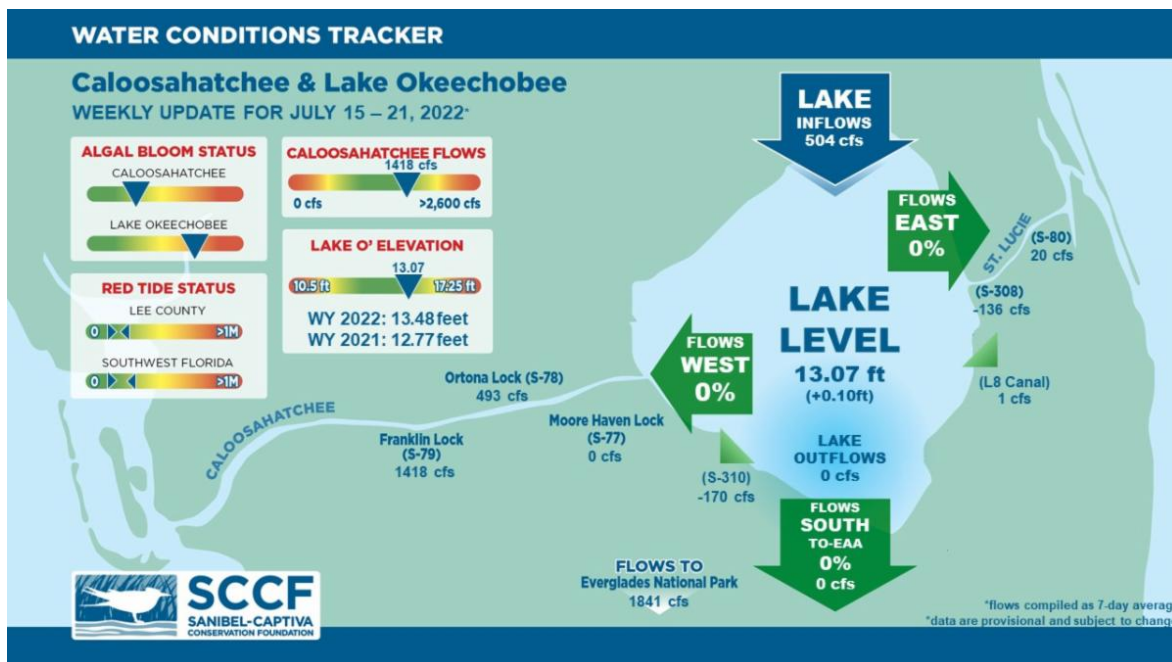 WATER CONDITIONS TRACKER
Caloosahatchee & Lake Okeechobee
WEEKLY UPDATE FOR JULY 15 – 21, 2022*
ALGAL BLOOM STATUS
CALOOSAHATCHEE
LAKE OKEECHOBEE
RED TIDE STATUS
LEE COUNTY
0 >1M
SOUTHWEST FLORIDA
0 >1M
CALOOSAHATCHEE FLOWS
1418 cfs
0 cfs >2,600 cfs
LAKE O' ELEVATION
13.07
10.5 ft 17.25 ft
WY 2022: 13.48 feet
WY 2021: 12.77 feet
LAKE
INFLOWS
504 cfs
FLOWS
EAST
0%
ST. LUCIE
(S-80)
20 cfs
(S-308)
-136 cfs
LAKE
LEVEL
13.07 ft
(+0.10ft)
(L8 Canal)
1 cfs
FLOWS
WEST
0%
CALOOSAHATCHEE
Ortona Lock (S-78)
493 cfs
Franklin Lock
(S-79)
1418 cfs
Moore Haven Lock
(S-77)
0 cfs
(S-310)
-170 cfs
LAKE
OUTFLOWS
0 cfs
FLOWS
SOUTH
TO-EAA
0%
0 cfs
FLOWS TO
Everglades National Park
1841 cfs
SCCF
SANIBEL-CAPTIVA
CONSERVATION FOUNDATION
*flows compiled as 7-day averag
*data are provisional and subject to chang